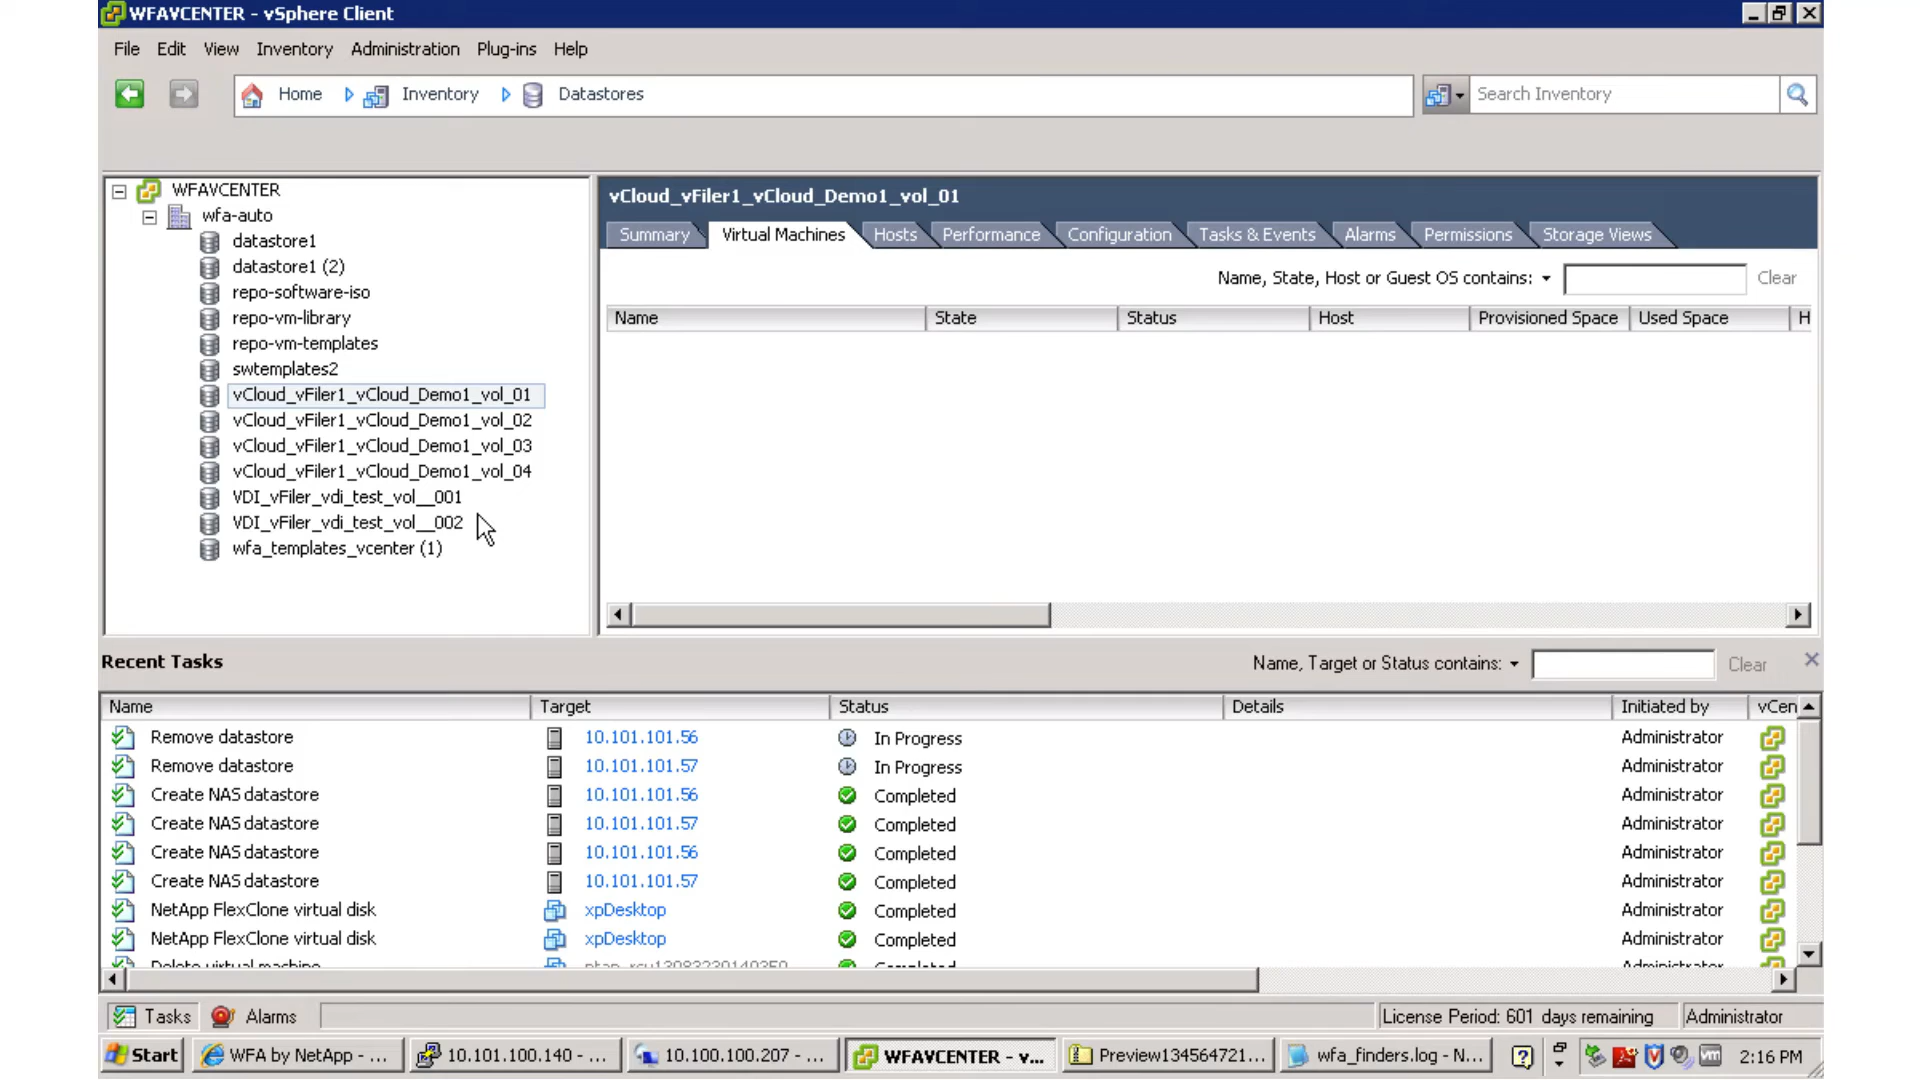 WFAVCENTER - vSphere Client
File Edit View Inventory Administration Plug-ins Help
Home Inventory Datastores
Search Inventory
WFAVCENTER
wfa-auto
datastore1
datastore1 (2)
repo-software-iso
repo-vm-library
repo-vm-templates
swtemplates2
vCloud_vFiler1_vCloud_Demo1_vol_01
vCloud_vFiler1_vCloud_Demo1_vol_02
vCloud_vFiler1_vCloud_Demo1_vol_03
vCloud_vFiler1_vCloud_Demo1_vol_04
VDI_vFiler_vdi_test_vol__001
VDI_vFiler_vdi_test_vol__002
wfa_templates_vcenter (1)
vCloud_vFiler1_vCloud_Demo1_vol_01
Summary Virtual Machines Hosts Performance Configuration Tasks & Events Alarms Permissions Storage Views
Name, State, Host or Guest OS contains: Clear
Name State Status Host Provisioned Space Used Space H
Recent Tasks
Name, Target or Status contains: Clear
Name Target Status Details Initiated by vCen
Remove datastore 10.101.101.56 In Progress Administrator
Remove datastore 10.101.101.57 In Progress Administrator
Create NAS datastore 10.101.101.56 Completed Administrator
Create NAS datastore 10.101.101.57 Completed Administrator
Create NAS datastore 10.101.101.56 Completed Administrator
Create NAS datastore 10.101.101.57 Completed Administrator
NetApp FlexClone virtual disk xpDesktop Completed Administrator
NetApp FlexClone virtual disk xpDesktop Completed Administrator
Delete virtual machine Completed Administrator
Tasks Alarms License Period: 601 days remaining Administrator
Start WFA by NetApp - ... 10.101.100.140 - ... 10.100.100.207 - ... WFAVCENTER - v... Preview134564721... wfa_finders.log - N... 2:16 PM